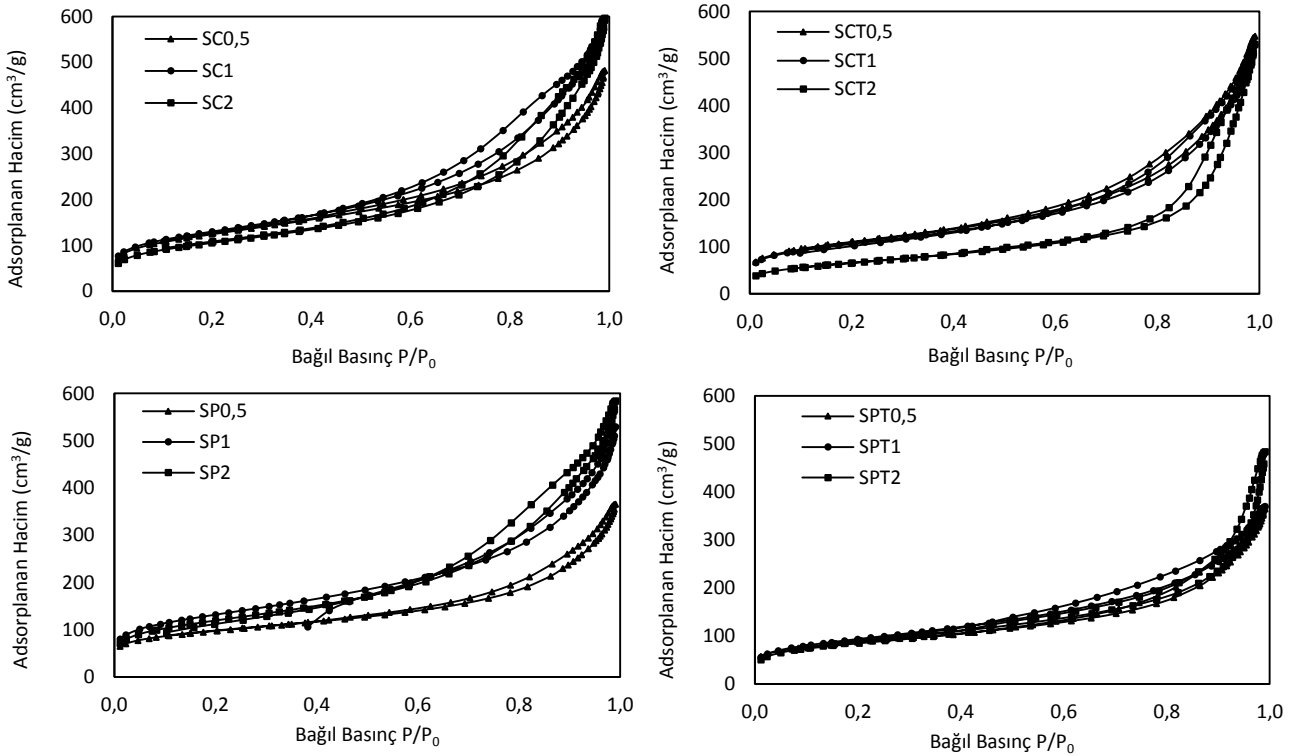 600
500
400
300
200
100
0
Adsorplanan Hacim (cm³/g)
SC0,5
SC1
SC2
0,0 0,2 0,4 0,6 0,8 1,0
Bağıl Basınç P/P₀
600
500
400
300
200
100
0
Adsorplaan Hacim (cm³/g)
SCT0,5
SCT1
SCT2
0,0 0,2 0,4 0,6 0,8 1,0
Bağıl Basınç P/P₀
600
500
400
300
200
100
0
Adsorplanan Hacim (cm³/g)
SP0,5
SP1
SP2
0,0 0,2 0,4 0,6 0,8 1,0
Bağıl Basınç P/P₀
600
500
400
300
200
100
0
Adsorplanan Hacim (cm³/g)
SPT0,5
SPT1
SPT2
0,0 0,2 0,4 0,6 0,8 1,0
Bağıl Basınç P/P₀